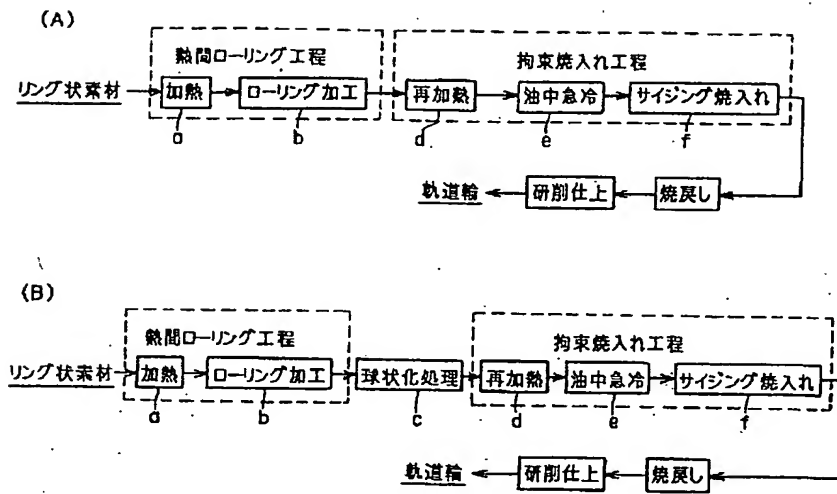 (A)
熱間ローリング工程
拘束焼入れ工程
リング状素材 加熱 ローリング加工 再加熱 油中急冷 サイジング焼入れ
a b d e f
軌道輪 研削仕上 焼戻し
(B)
熱間ローリング工程
拘束焼入れ工程
リング状素材 加熱 ローリング加工 球状化処理 再加熱 油中急冷 サイジング焼入れ
a b c d e f
軌道輪 研削仕上 焼戻し